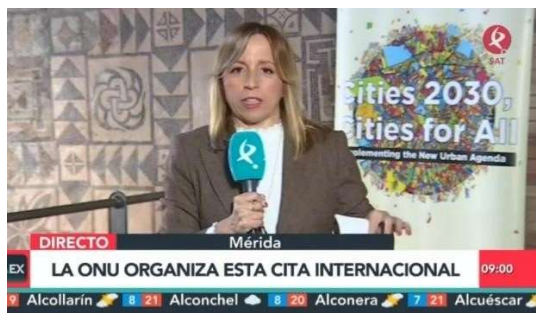 SAT
Cities 2030,
Cities for All
Implementing the New Urban Agenda
DIRECTO
Mérida
EX
LA ONU ORGANIZA ESTA CITA INTERNACIONAL
09:00
9 Alcollarín 8 21 Alconchel 8 20 Alconera 7 21 Alcuéscar